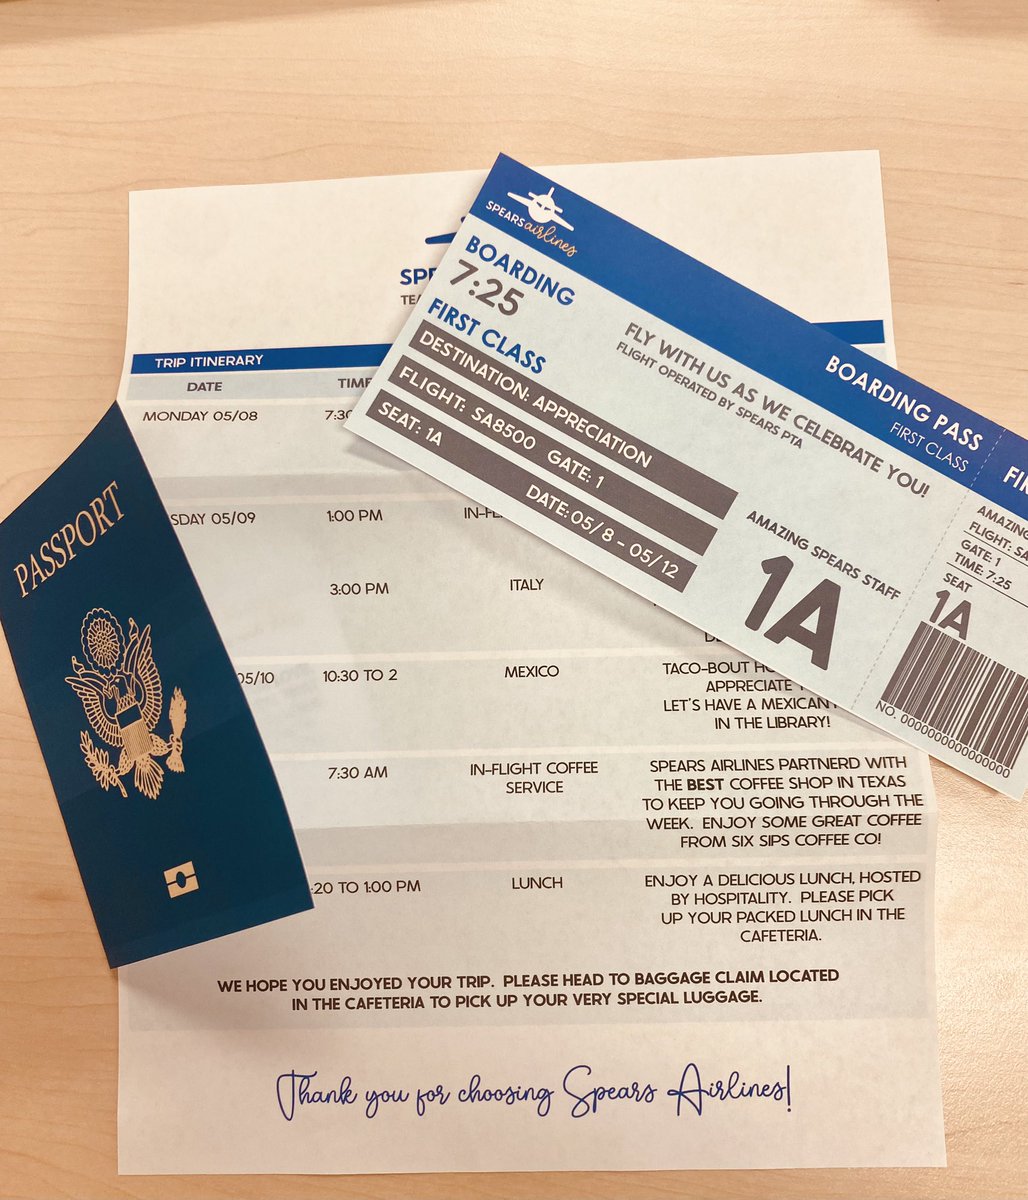 SPEARS airlines
BOARDING
7:25
FIRST CLASS
DESTINATION: APPRECIATION
FLIGHT: SA8500 GATE: 1
SEAT: 1A
DATE: 05/8 - 05/12
FLY WITH US AS WE CELEBRATE YOU!
FLIGHT OPERATED BY SPEARS PTA
BOARDING PASS
FIRST CLASS
AMAZING SPEARS STAFF
1A
AMAZING
GATE: 1
TIME: 7:25
SEAT
1A
NO. 0000000000000000
TRIP ITINERARY
DATE TIME
MONDAY 05/08 7:30
05/09 1:00 PM
3:00 PM ITALY
05/10 10:30 TO 2 MEXICO TACO-BOUT
APPRECIATE
LET'S HAVE A MEXICAN
IN THE LIBRARY!
7:30 AM IN-FLIGHT COFFEE SERVICE SPEARS AIRLINES PARTNERD WITH
THE BEST COFFEE SHOP IN TEXAS
TO KEEP YOU GOING THROUGH THE
WEEK. ENJOY SOME GREAT COFFEE
FROM SIX SIPS COFFEE CO!
20 TO 1:00 PM LUNCH ENJOY A DELICIOUS LUNCH, HOSTED
BY HOSPITALITY. PLEASE PICK
UP YOUR PACKED LUNCH IN THE
CAFETERIA.
WE HOPE YOU ENJOYED YOUR TRIP. PLEASE HEAD TO BAGGAGE CLAIM LOCATED
IN THE CAFETERIA TO PICK UP YOUR VERY SPECIAL LUGGAGE.
Thank you for choosing Spears Airlines!
PASSPORT